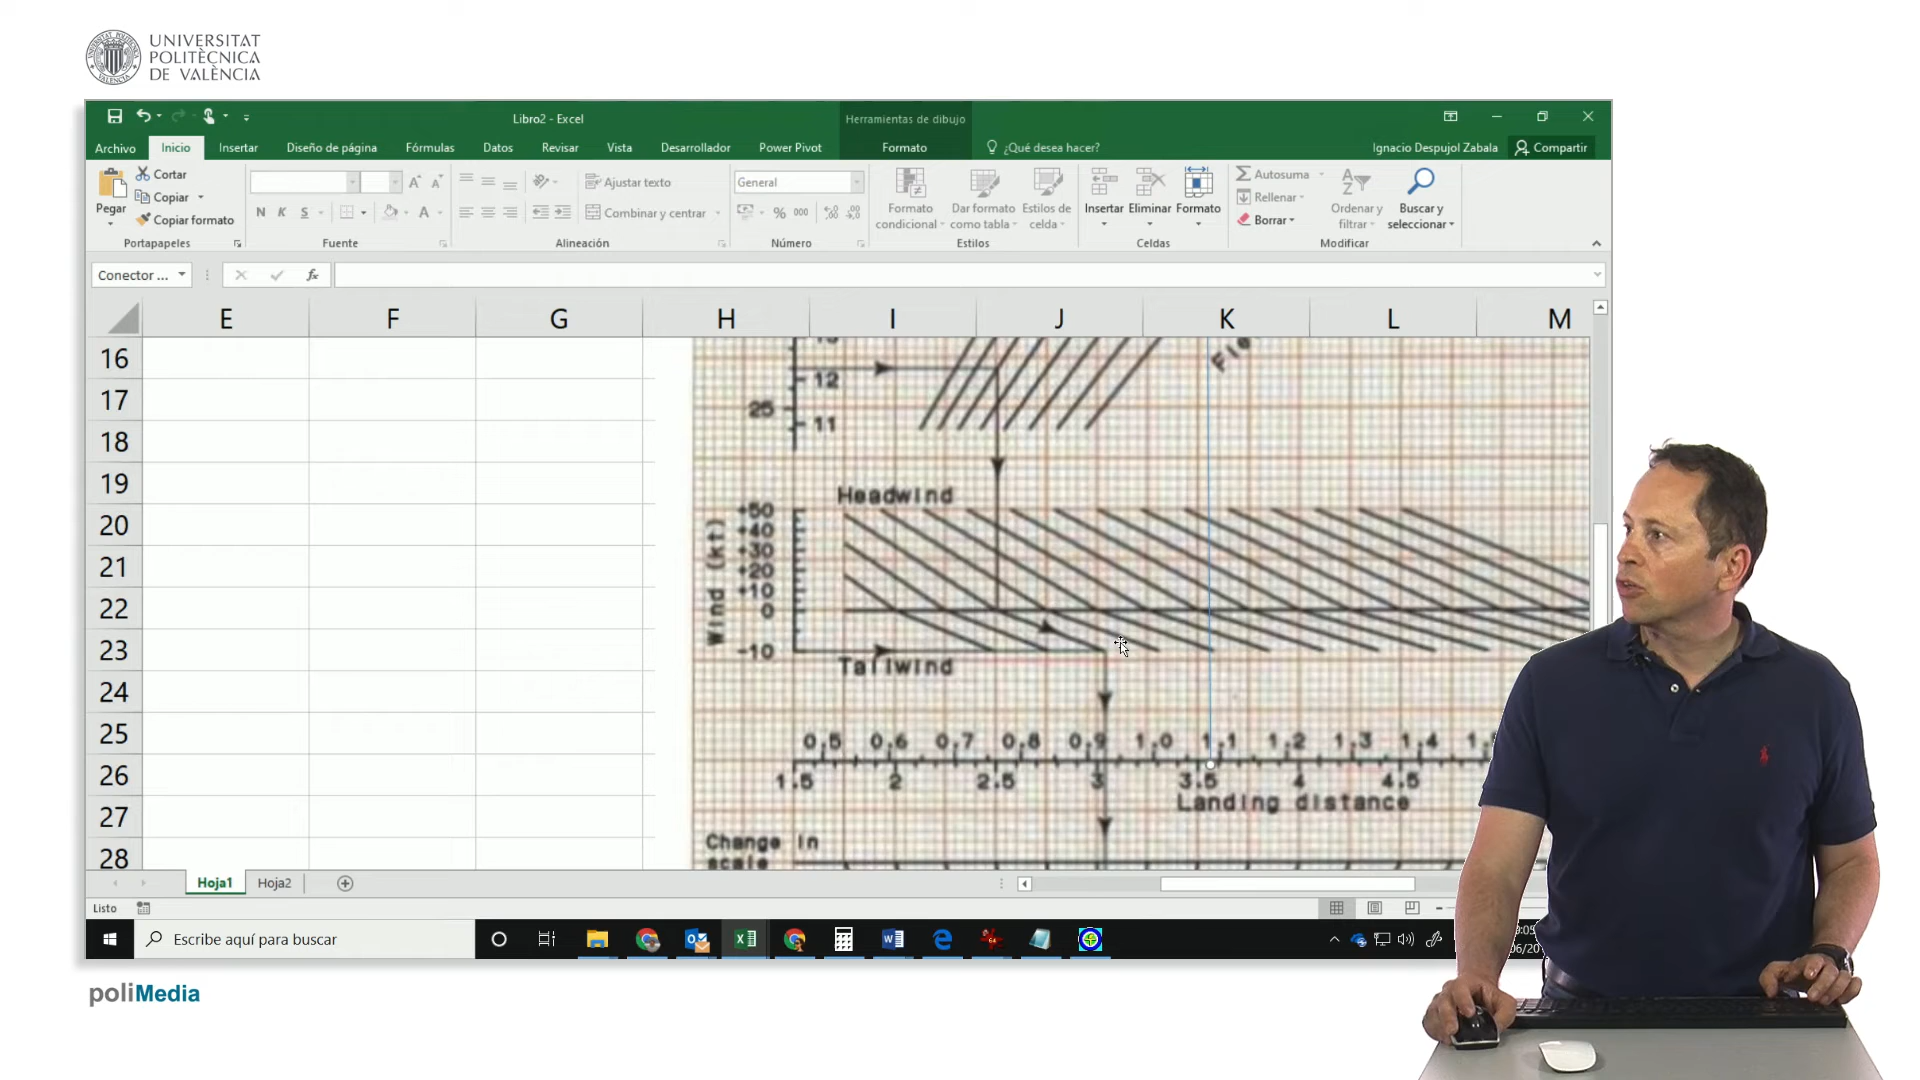 UNIVERSITAT
POLITÈCNICA
DE VALÈNCIA
Libro2 - Excel
Herramientas de dibujo
Archivo Inicio Insertar Diseño de página Fórmulas Datos Revisar Vista Desarrollador Power Pivot Formato ¿Qué desea hacer? Ignacio Despujol Zabala Compartir
Pegar
Cortar
Copiar
Copiar formato
Portapapeles
N K S A
Fuente
Ajustar texto
Combinar y centrar
Alineación
General
% 000
Número
Formato condicional
Dar formato como tabla
Estilos de celda
Estilos
Insertar Eliminar Formato
Celdas
Autosuma
Rellenar
Borrar
Ordenar y filtrar
Buscar y seleccionar
Modificar
Conector ...
fx
E F G H I J K L M
16
17
18
19
20
21
22
23
24
25
26
27
28
12
25
11
Headwind
+50
+40
+30
+20
+10
0
-10
Wind (kt)
Tailwind
0,5 0,6 0,7 0,8 0,9 1,0 1,1 1,2 1,3 1,4
1.5 2 2.5 3 3.5 4 4.5
Landing distance
Change in
scale
Hoja1 Hoja2
Listo
Escribe aquí para buscar
poliMedia